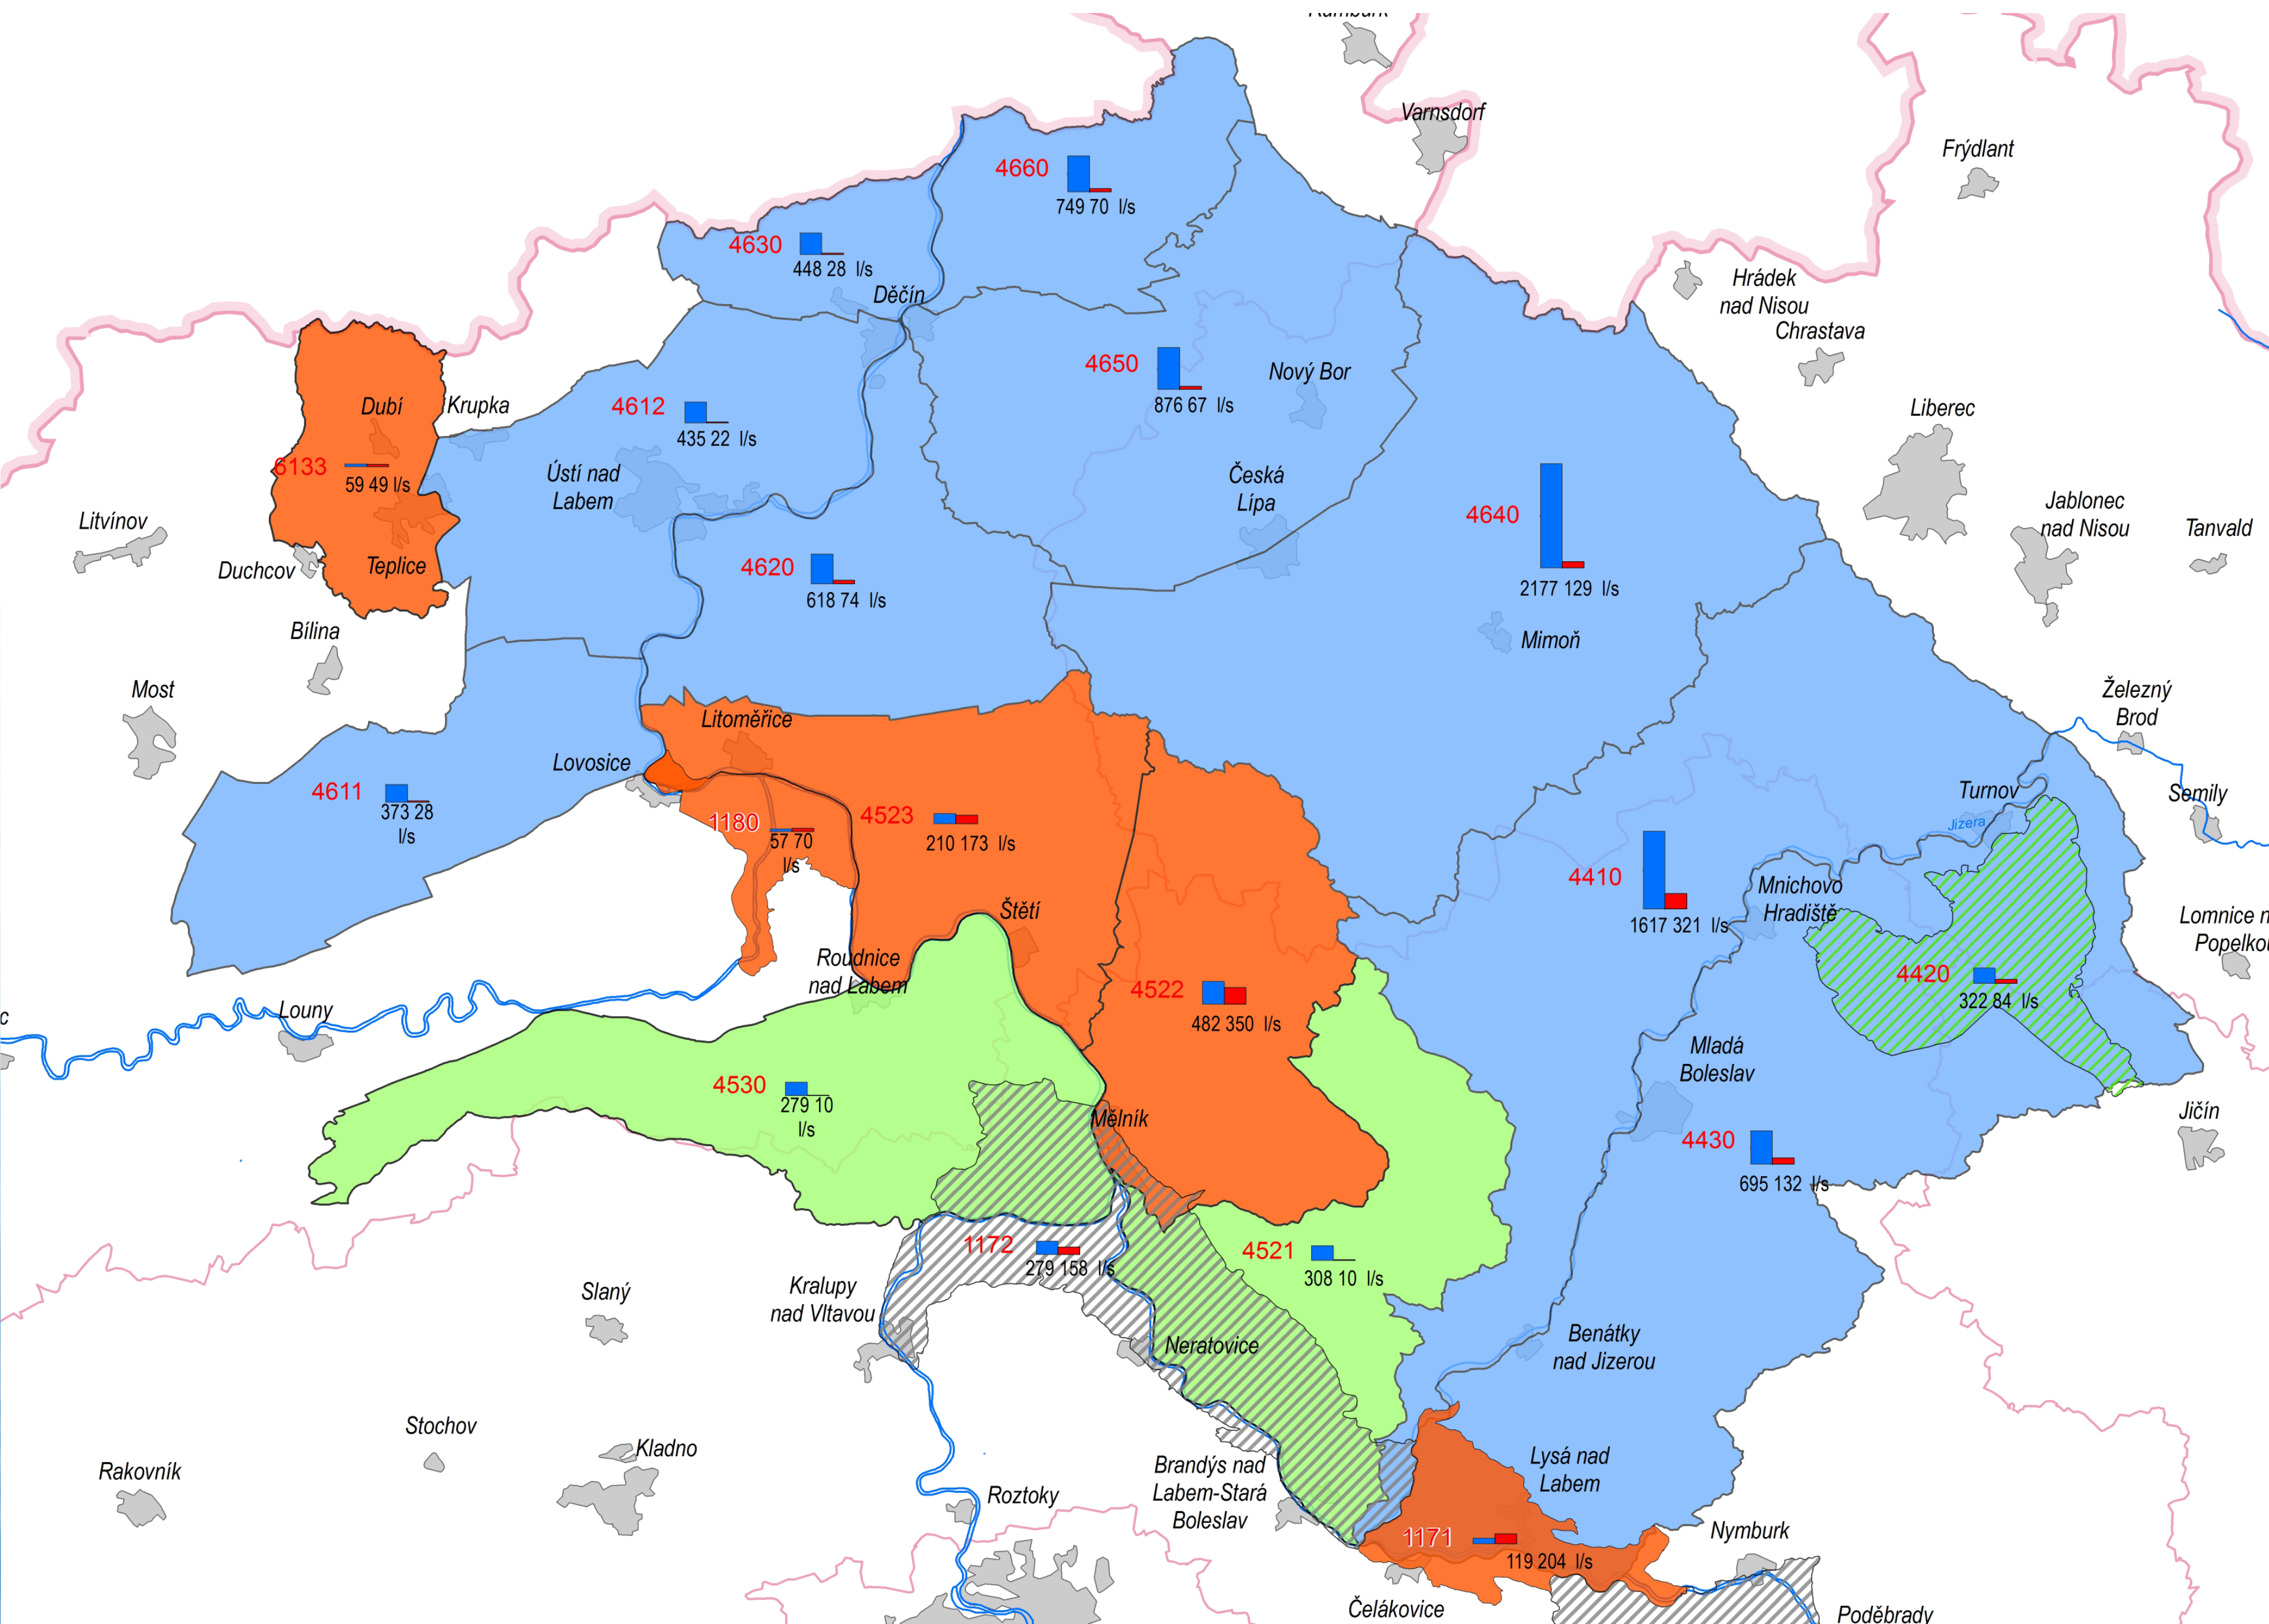 Varnsdorf
Frýdlant
4660
749 70 l/s
4630
448 28 l/s
Děčín
Hrádek
nad Nisou
Chrastava
4650
876 67 l/s
Nový Bor
Dubí
Krupka
4612
435 22 l/s
Liberec
6133
59 49 l/s
Ústí nad
Labem
Česká
Lípa
4640
2177 129 l/s
Litvínov
Jablonec
nad Nisou
Tanvald
Duchcov
Teplice
4620
618 74 l/s
Bílina
Mimoň
Most
Železný
Brod
Litoměřice
Lovosice
4611
373 28
l/s
1180
57 70
l/s
4523
210 173 l/s
Turnov
Semily
Jizera
4410
1617 321 l/s
Mnichovo
Hradiště
Štětí
Lomnice n
Popelkou
Roudnice
nad Labem
4522
482 350 l/s
4420
322 84 l/s
c
Louny
Mladá
Boleslav
4530
279 10
l/s
Mělník
Jičín
4430
695 132 l/s
1172
279 158 l/s
4521
308 10 l/s
Slaný
Kralupy
nad Vltavou
Neratovice
Benátky
nad Jizerou
Stochov
Kladno
Rakovník
Brandýs nad
Labem-Stará
Boleslav
Lysá nad
Labem
Roztoky
1171
119 204 l/s
Nymburk
Čelákovice
Poděbrady